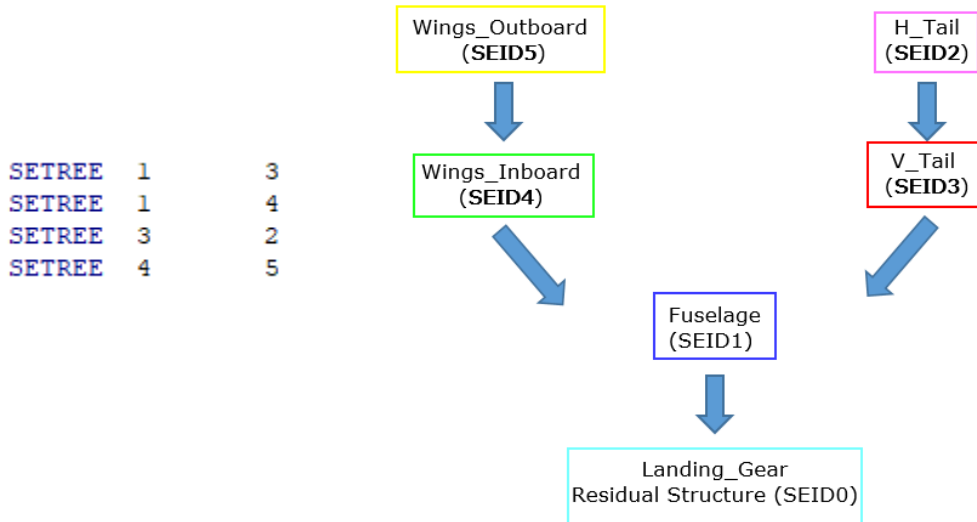 Wings_Outboard
(SEID5)
H_Tail
(SEID2)
SETREE 1 3
SETREE 1 4
SETREE 3 2
SETREE 4 5
Wings_Inboard
(SEID4)
V_Tail
(SEID3)
Fuselage
(SEID1)
Landing_Gear
Residual Structure (SEID0)